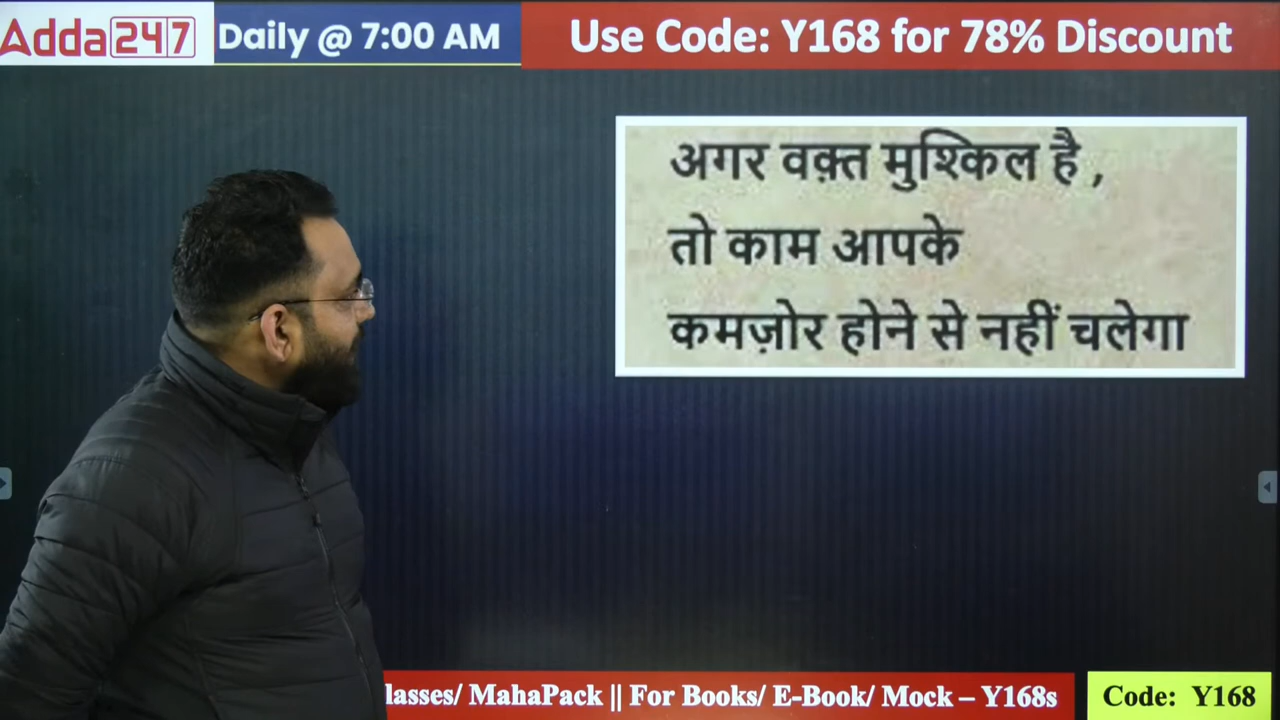 Adda247
Daily @ 7:00 AM
Use Code: Y168 for 78% Discount
अगर वक़्त मुश्किल है ,
तो काम आपके
कमज़ोर होने से नहीं चलेगा
lasses/ MahaPack || For Books/ E-Book/ Mock – Y168s
Code: Y168